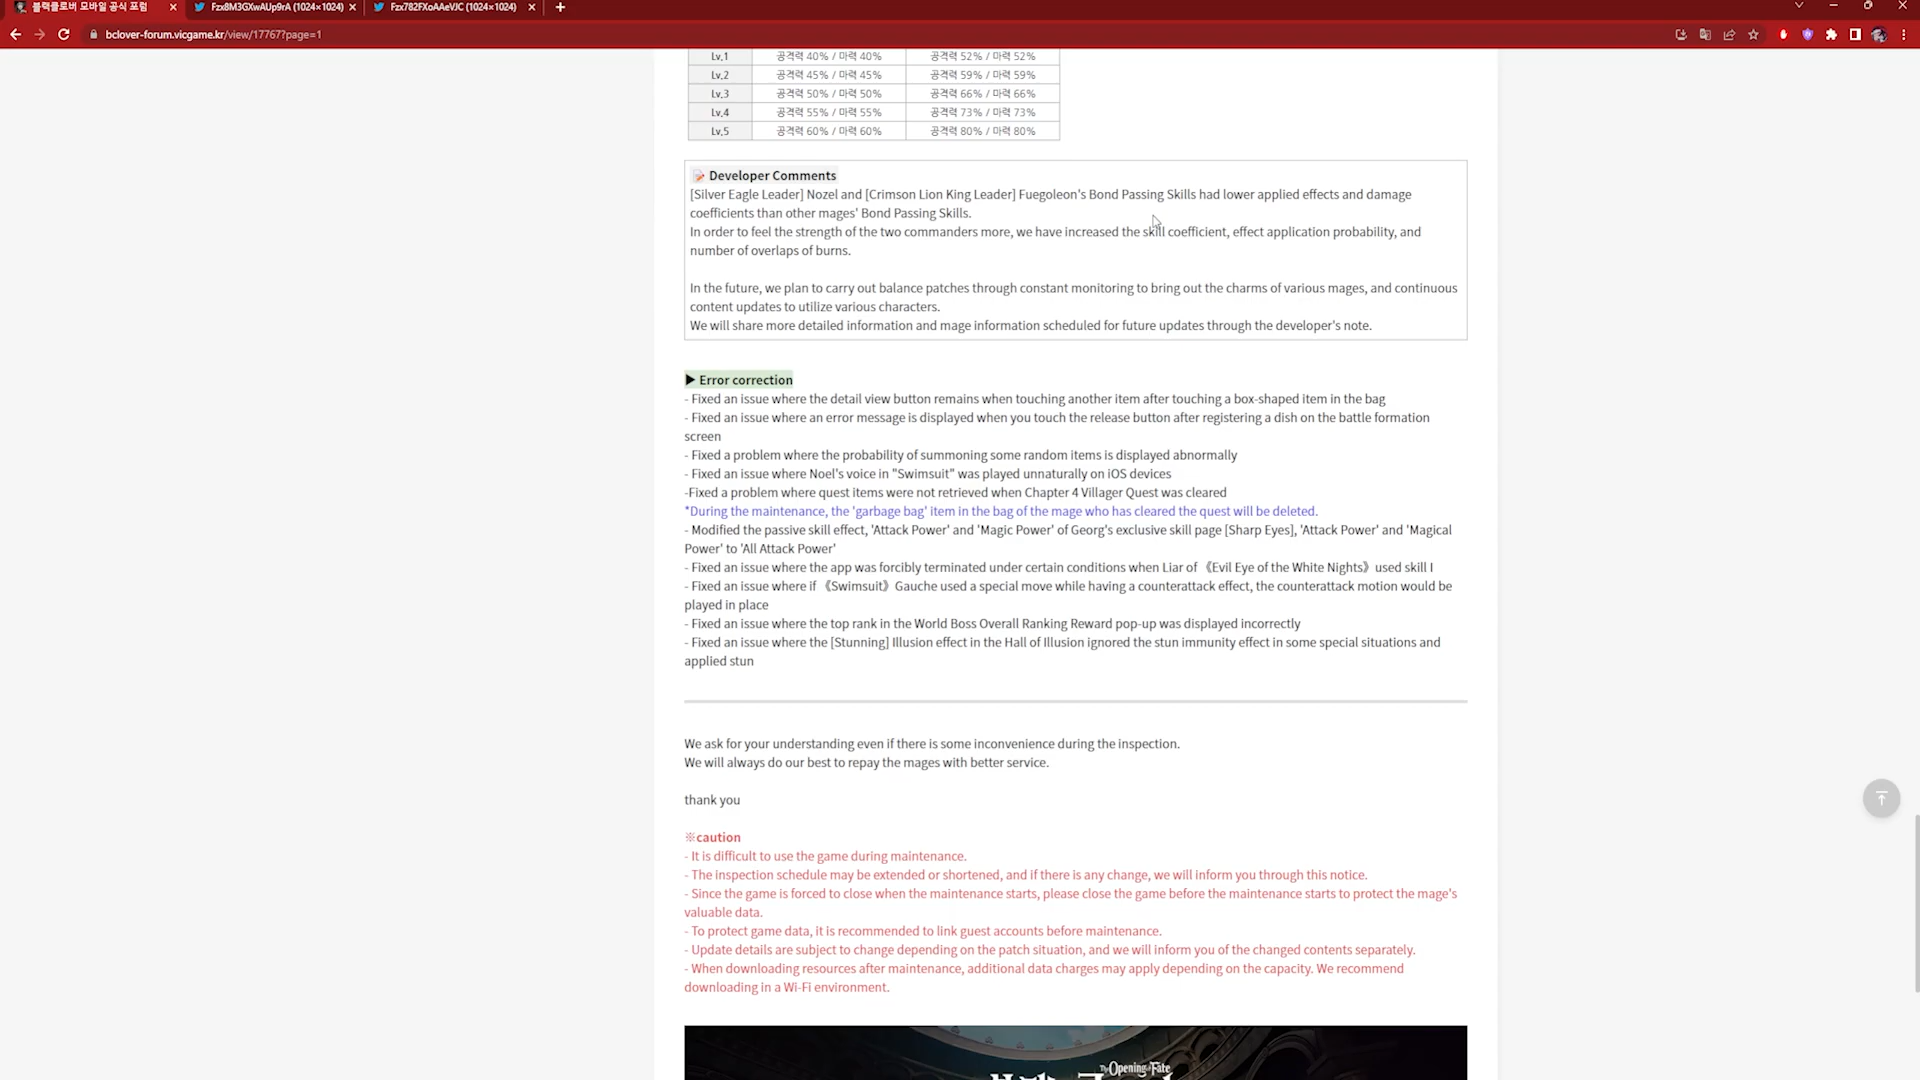 블랙클로버 모바일 공식 포럼
Fzx8M3GXwAUp9rA (1024×1024)
Fzx782FXoAAeVJC (1024×1024)
bclover-forum.vicgame.kr/view/17767?page=1
Lv.1 공격력 40% / 마력 40% 공격력 52% / 마력 52%
Lv.2 공격력 45% / 마력 45% 공격력 59% / 마력 59%
Lv.3 공격력 50% / 마력 50% 공격력 66% / 마력 66%
Lv.4 공격력 55% / 마력 55% 공격력 73% / 마력 73%
Lv.5 공격력 60% / 마력 60% 공격력 80% / 마력 80%
Developer Comments
[Silver Eagle Leader] Nozel and [Crimson Lion King Leader] Fuegoleon's Bond Passing Skills had lower applied effects and damage
coefficients than other mages' Bond Passing Skills.
In order to feel the strength of the two commanders more, we have increased the skill coefficient, effect application probability, and
number of overlaps of burns.
In the future, we plan to carry out balance patches through constant monitoring to bring out the charms of various mages, and continuous
content updates to utilize various characters.
We will share more detailed information and mage information scheduled for future updates through the developer's note.
▶ Error correction
- Fixed an issue where the detail view button remains when touching another item after touching a box-shaped item in the bag
- Fixed an issue where an error message is displayed when you touch the release button after registering a dish on the battle formation
screen
- Fixed a problem where the probability of summoning some random items is displayed abnormally
- Fixed an issue where Noel's voice in "Swimsuit" was played unnaturally on iOS devices
-Fixed a problem where quest items were not retrieved when Chapter 4 Villager Quest was cleared
*During the maintenance, the 'garbage bag' item in the bag of the mage who has cleared the quest will be deleted.
- Modified the passive skill effect, 'Attack Power' and 'Magic Power' of Georg's exclusive skill page [Sharp Eyes], 'Attack Power' and 'Magical
Power' to 'All Attack Power'
- Fixed an issue where the app was forcibly terminated under certain conditions when Liar of 《Evil Eye of the White Nights》 used skill I
- Fixed an issue where if 《Swimsuit》 Gauche used a special move while having a counterattack effect, the counterattack motion would be
played in place
- Fixed an issue where the top rank in the World Boss Overall Ranking Reward pop-up was displayed incorrectly
- Fixed an issue where the [Stunning] Illusion effect in the Hall of Illusion ignored the stun immunity effect in some special situations and
applied stun
We ask for your understanding even if there is some inconvenience during the inspection.
We will always do our best to repay the mages with better service.
thank you
※caution
- It is difficult to use the game during maintenance.
- The inspection schedule may be extended or shortened, and if there is any change, we will inform you through this notice.
- Since the game is forced to close when the maintenance starts, please close the game before the maintenance starts to protect the mage's
valuable data.
- To protect game data, it is recommended to link guest accounts before maintenance.
- Update details are subject to change depending on the patch situation, and we will inform you of the changed contents separately.
- When downloading resources after maintenance, additional data charges may apply depending on the capacity. We recommend
downloading in a Wi-Fi environment.
The Opening of Fate